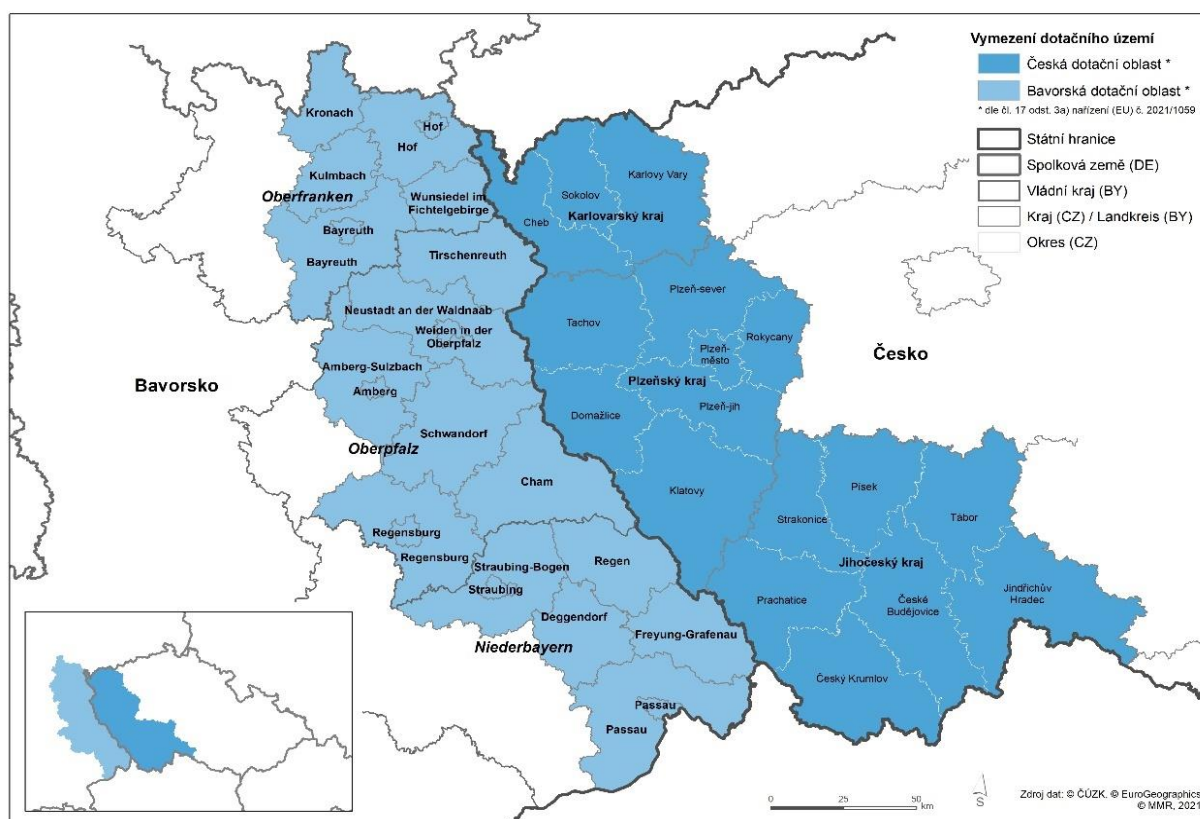 Vymezení dotačního území
Česká dotační oblast *
Bavorská dotační oblast *
* dle čl. 17 odst. 3a) nařízení (EU) č. 2021/1059
Státní hranice
Spolková země (DE)
Vládní kraj (BY)
Kraj (CZ) / Landkreis (BY)
Okres (CZ)
Kronach
Hof
Hof
Kulmbach
Oberfranken
Wunsiedel im
Fichtelgebirge
Bayreuth
Bayreuth
Tirschenreuth
Neustadt an der Waldnaab
Weiden in der
Oberpfalz
Amberg-Sulzbach
Amberg
Bavorsko
Schwandorf
Oberpfalz
Cham
Regensburg
Regensburg
Straubing-Bogen
Straubing
Regen
Deggendorf
Niederbayern
Freyung-Grafenau
Passau
Passau
Karlovy Vary
Sokolov
Karlovarský kraj
Cheb
Plzeň-sever
Tachov
Rokycany
Plzeň-
město
Česko
Plzeňský kraj
Domažlice
Plzeň-jih
Klatovy
Písek
Strakonice
Tábor
Jihočeský kraj
Prachatice
České
Budějovice
Jindřichův
Hradec
Český Krumlov
0 25 50
km
S
Zdroj dat: © ČÚZK, © EuroGeographics
© MMR, 2021